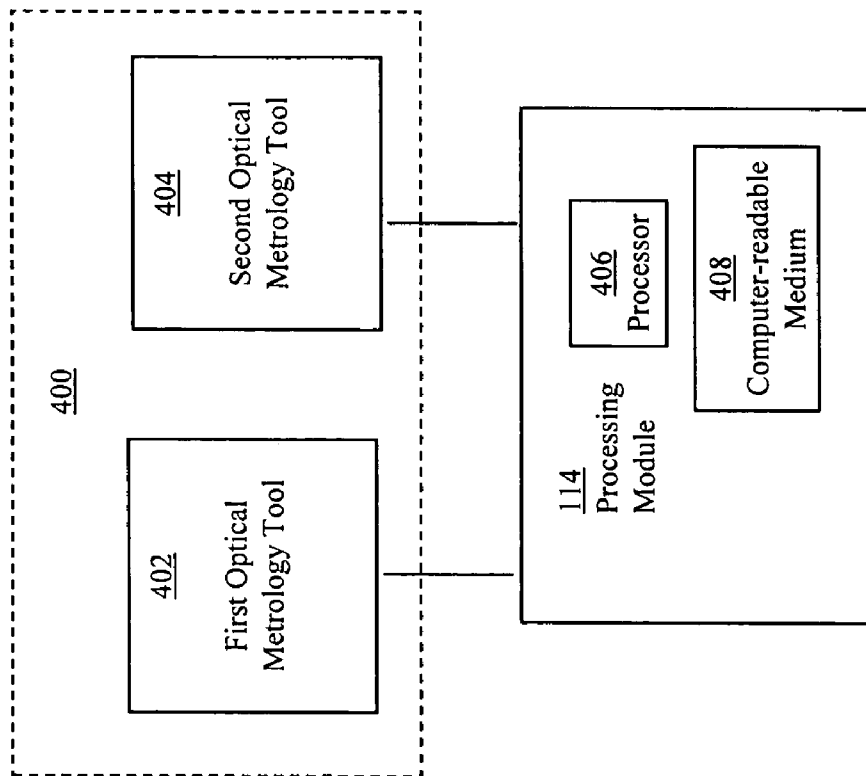 400
402
First Optical
Metrology Tool
404
Second Optical
Metrology Tool
114
Processing
Module
406
Processor
408
Computer-readable
Medium